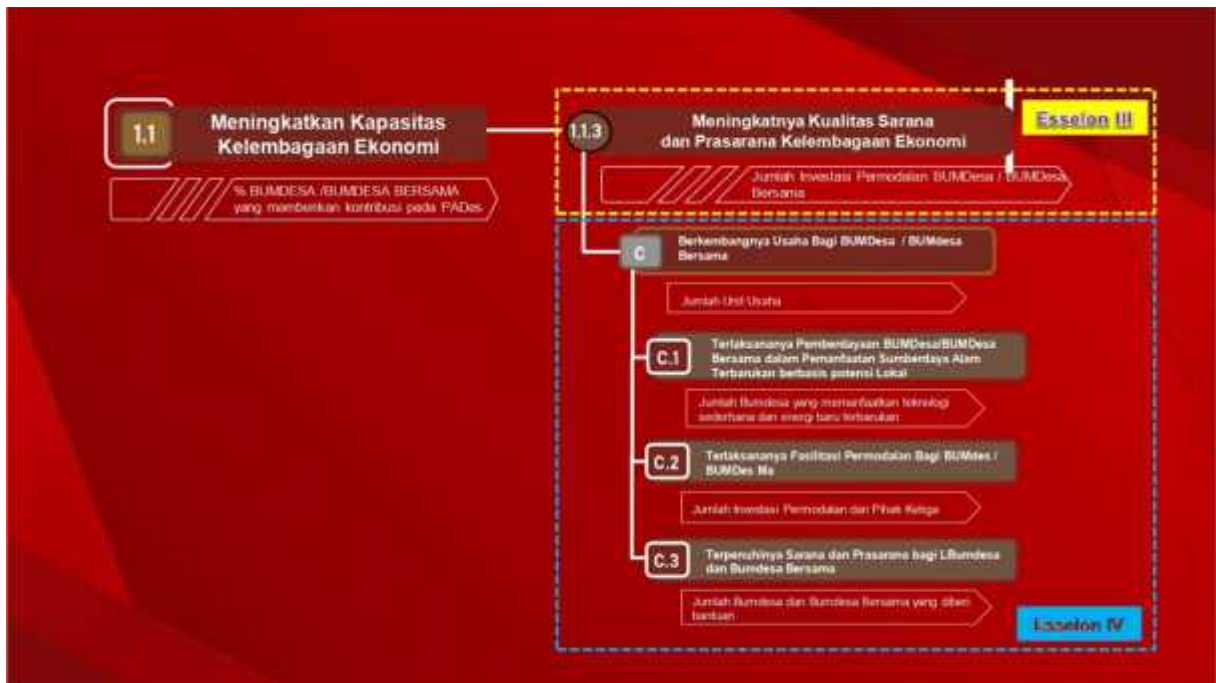 1.1
Meningkatkan Kapasitas
Kelembagaan Ekonomi
% BUMDESA /BUMDESA BERSAMA
yang memberikan kontribusi pada PADes
1.1.3
Meningkatnya Kualitas Sarana
dan Prasarana Kelembagaan Ekonomi
Esselon III
Jumlah Investasi Permodalan BUMDesa / BUMDesa
Bersama
C
Berkembangnya Usaha Bagi BUMDesa / BUMdesa
Bersama
Jumlah Unit Usaha
C.1
Terlaksananya Pemberdayaan BUMDesa/BUMDesa
Bersama dalam Pemanfaatan Sumberdaya Alam
Terbarukan berbasis potensi Lokal
Jumlah Bumdesa yang memanfaatkan teknologi
sederhana dan energi baru terbarukan
C.2
Terlaksananya Fasilitasi Permodalan Bagi BUMdes /
BUMDes Ma
Jumlah Investasi Permodalan dari Pihak Ketiga
C.3
Terpenuhinya Sarana dan Prasarana bagi LBumdesa
dan Bumdesa Bersama
Jumlah Bumdesa dan Bumdesa Bersama yang diberi
bantuan
Esselon IV